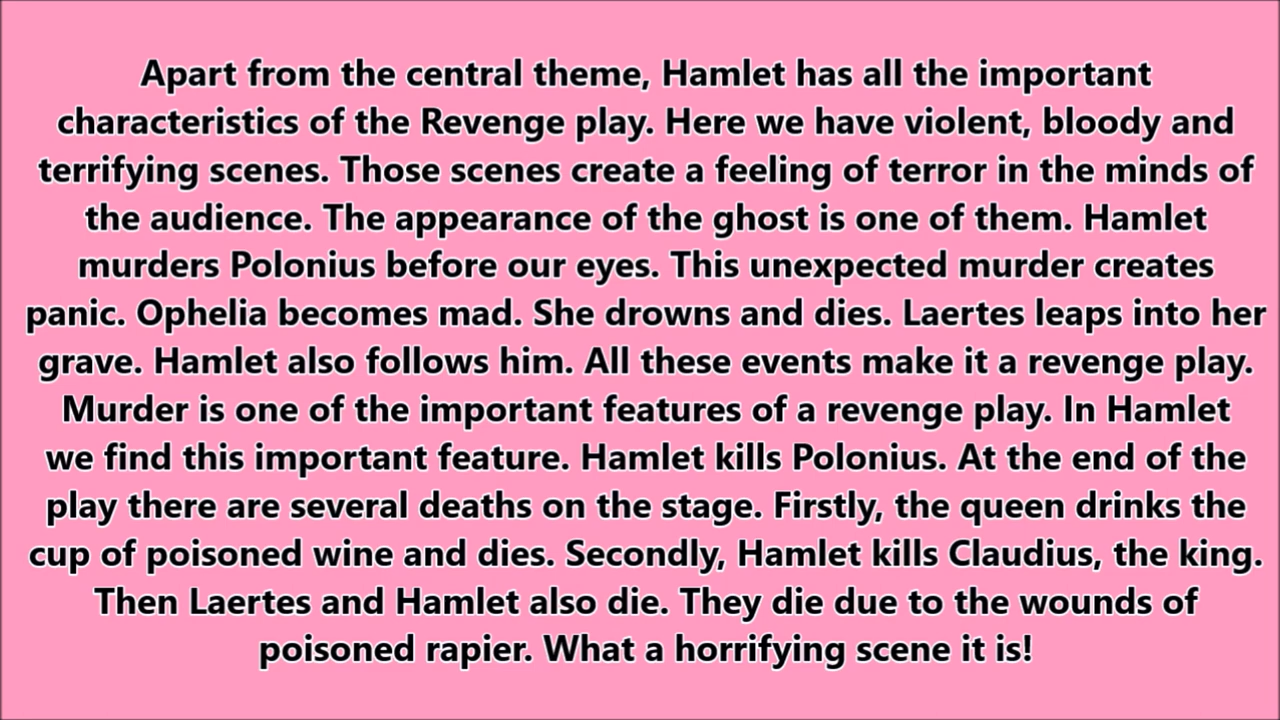 Apart from the central theme, Hamlet has all the important
characteristics of the Revenge play. Here we have violent, bloody and
terrifying scenes. Those scenes create a feeling of terror in the minds of
the audience. The appearance of the ghost is one of them. Hamlet
murders Polonius before our eyes. This unexpected murder creates
panic. Ophelia becomes mad. She drowns and dies. Laertes leaps into her
grave. Hamlet also follows him. All these events make it a revenge play.
Murder is one of the important features of a revenge play. In Hamlet
we find this important feature. Hamlet kills Polonius. At the end of the
play there are several deaths on the stage. Firstly, the queen drinks the
cup of poisoned wine and dies. Secondly, Hamlet kills Claudius, the king.
Then Laertes and Hamlet also die. They die due to the wounds of
poisoned rapier. What a horrifying scene it is!